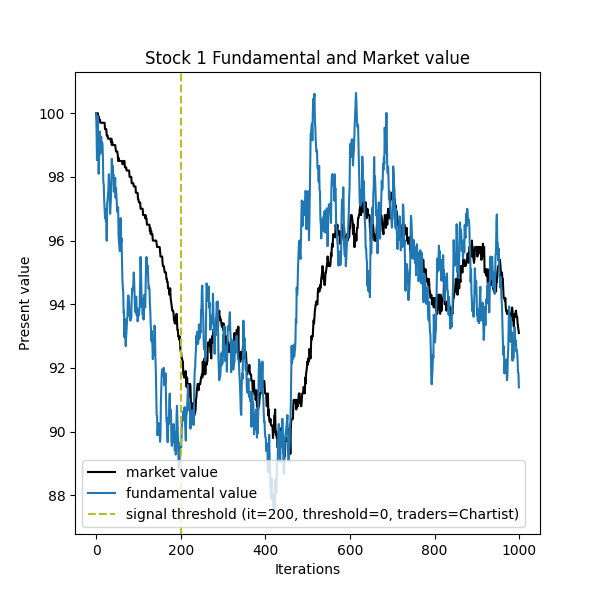 Stock 1 Fundamental and Market value
Present value
100
98
96
94
92
90
88
market value
fundamental value
signal threshold (it=200, threshold=0, traders=Chartist)
0
200
400
600
800
1000
Iterations